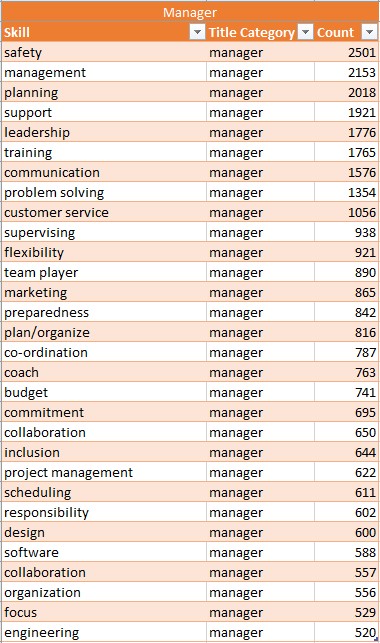 Manager
Skill Title Category Count
safety manager 2501
management manager 2153
planning manager 2018
support manager 1921
leadership manager 1776
training manager 1765
communication manager 1576
problem solving manager 1354
customer service manager 1056
supervising manager 938
flexibility manager 921
team player manager 890
marketing manager 865
preparedness manager 842
plan/organize manager 816
co-ordination manager 787
coach manager 763
budget manager 741
commitment manager 695
collaboration manager 650
inclusion manager 644
project management manager 622
scheduling manager 611
responsibility manager 602
design manager 600
software manager 588
collaboration manager 557
organization manager 556
focus manager 529
engineering manager 520